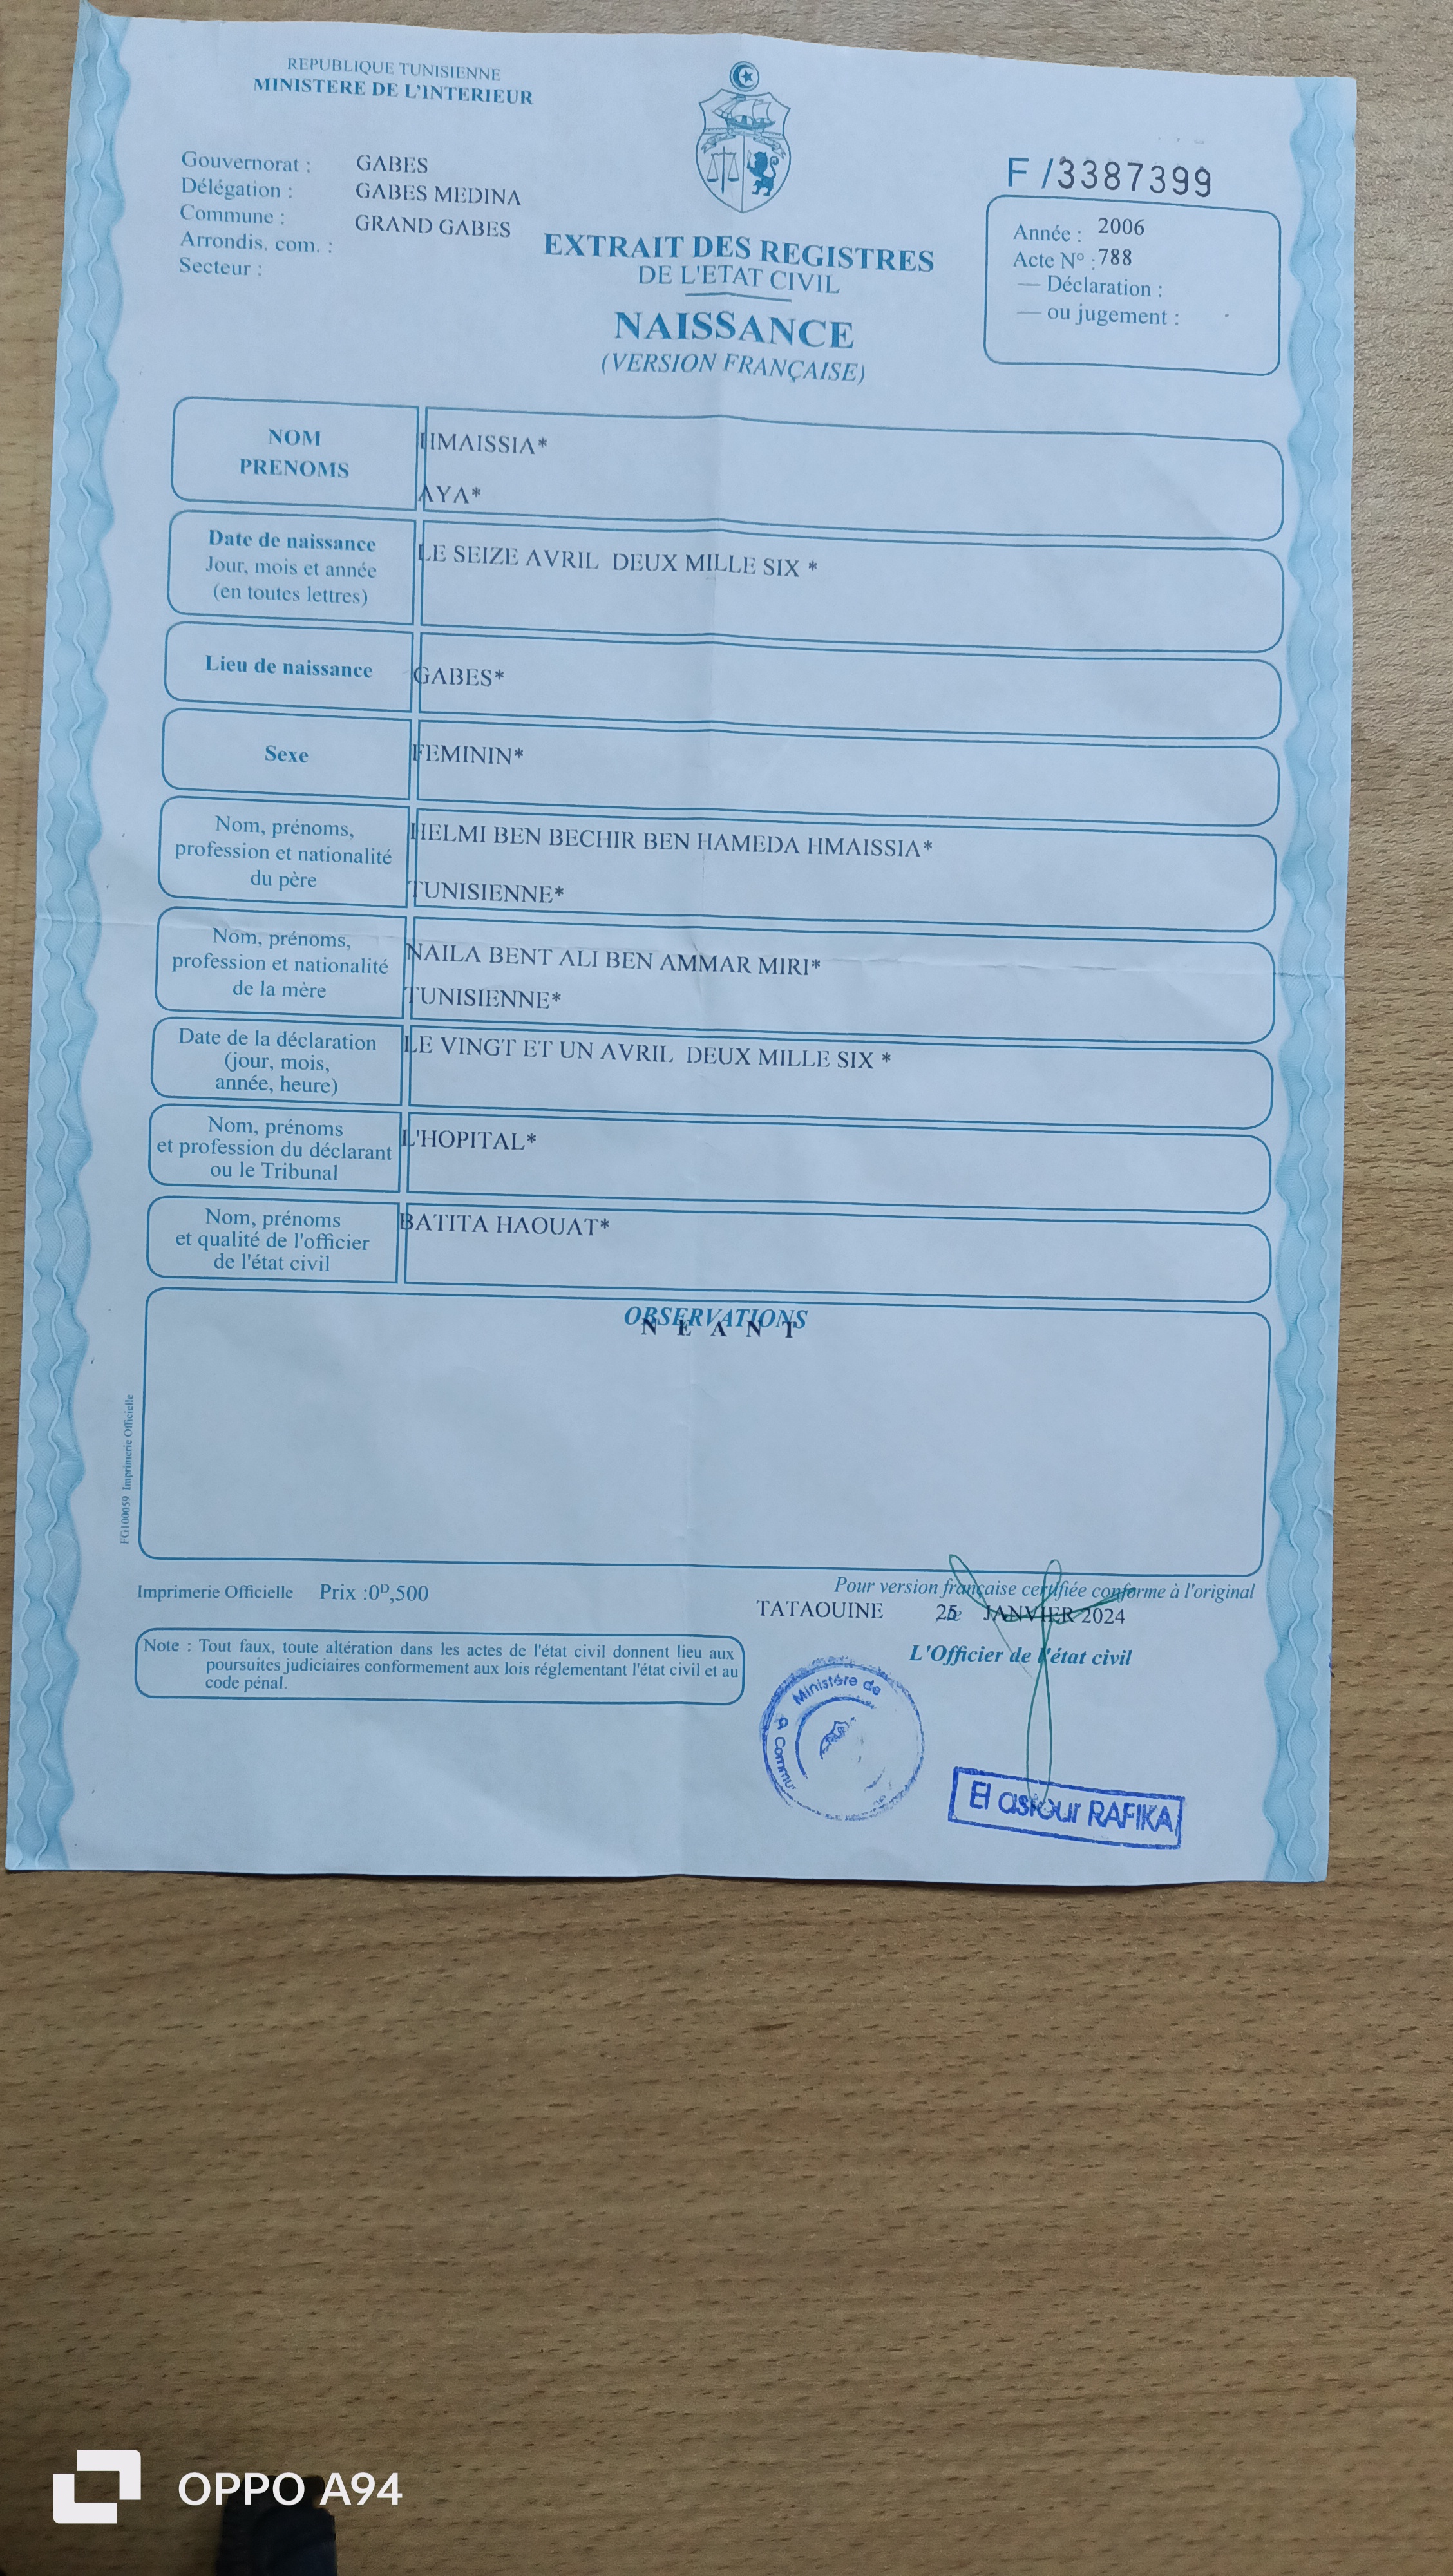 REPUBLIQUE TUNISIENNE
MINISTERE DE L'INTERIEUR
Gouvernorat : GABES
Délégation : GABES MEDINA
Commune : GRAND GABES
Arrondis. com. :
Secteur :
F /3387399
Année : 2006
Acte N° : 788
— Déclaration :
— ou jugement :
EXTRAIT DES REGISTRES
DE L'ETAT CIVIL
NAISSANCE
(VERSION FRANÇAISE)
NOM
PRENOMS
HMAISSIA*
AYA*
Date de naissance
Jour, mois et année
(en toutes lettres)
LE SEIZE AVRIL DEUX MILLE SIX *
Lieu de naissance
GABES*
Sexe
FEMININ*
Nom, prénoms,
profession et nationalité
du père
HELMI BEN BECHIR BEN HAMEDA HMAISSIA*
TUNISIENNE*
Nom, prénoms,
profession et nationalité
de la mère
NAILA BENT ALI BEN AMMAR MIRI*
TUNISIENNE*
Date de la déclaration
(jour, mois,
année, heure)
LE VINGT ET UN AVRIL DEUX MILLE SIX *
Nom, prénoms
et profession du déclarant
ou le Tribunal
L'HOPITAL*
Nom, prénoms
et qualité de l'officier
de l'état civil
BATITA HAOUAT*
OBSERVATIONS
N E A N T
FG100059 Imprimerie Officielle
Imprimerie Officielle Prix :0ᴰ,500
Pour version française certifiée conforme à l'original
TATAOUINE le 25 JANVIER 2024
L'Officier de l'état civil
Note : Tout faux, toute altération dans les actes de l'état civil donnent lieu aux
poursuites judiciaires conformement aux lois réglementant l'état civil et au
code pénal.
Ministère de
El astour RAFIKA
OPPO A94